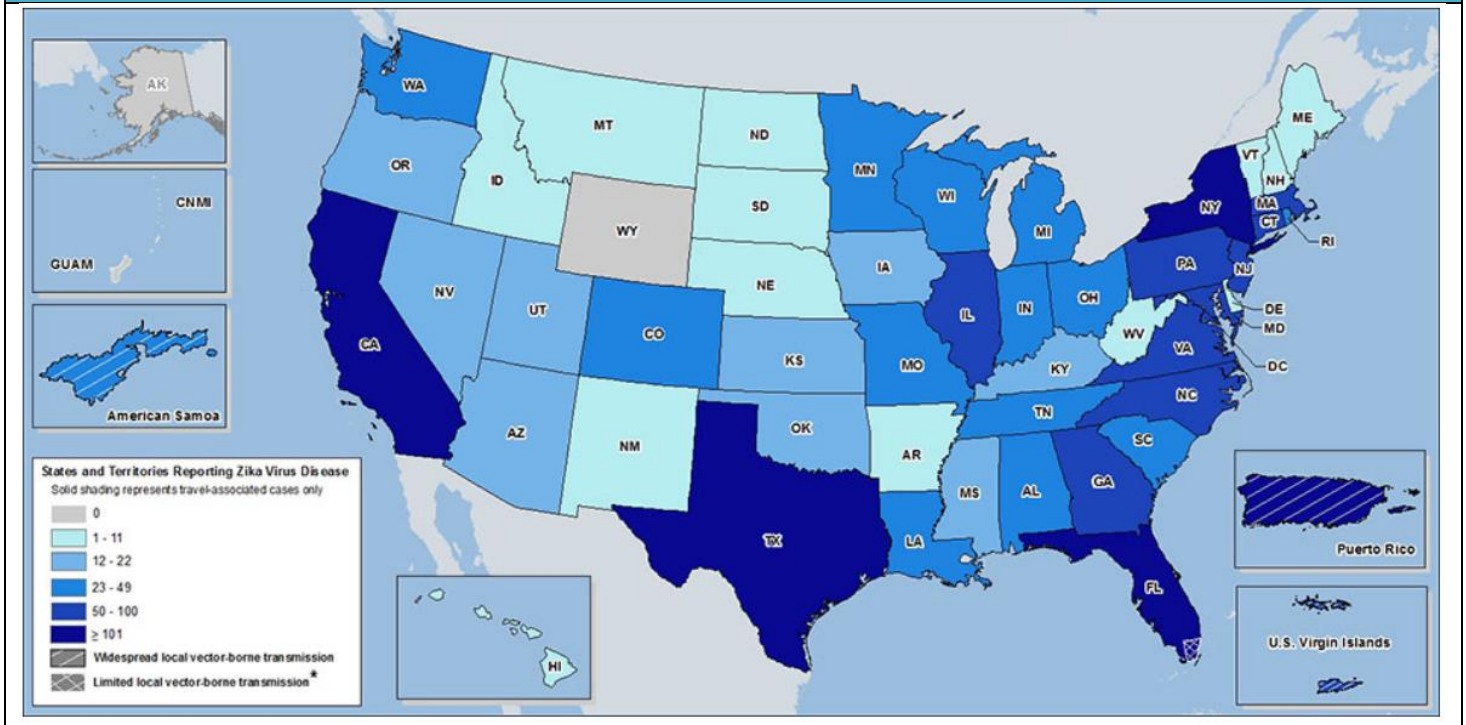 AK
CNMI
GUAM
American Samoa
States and Territories Reporting Zika Virus Disease
Solid shading represents travel-associated cases only
0
1 - 11
12 - 22
23 - 49
50 - 100
≥ 101
Widespread local vector-borne transmission
Limited local vector-borne transmission*
WA
OR
ID
MT
ND
SD
WY
NE
NV
UT
CO
KS
CA
AZ
NM
OK
TX
HI
MN
WI
MI
IA
IL
IN
OH
MO
KY
WV
TN
AR
MS
AL
GA
LA
SC
NC
VA
FL
ME
VT
NH
NY
MA
CT
RI
PA
NJ
DE
MD
DC
Puerto Rico
U.S. Virgin Islands